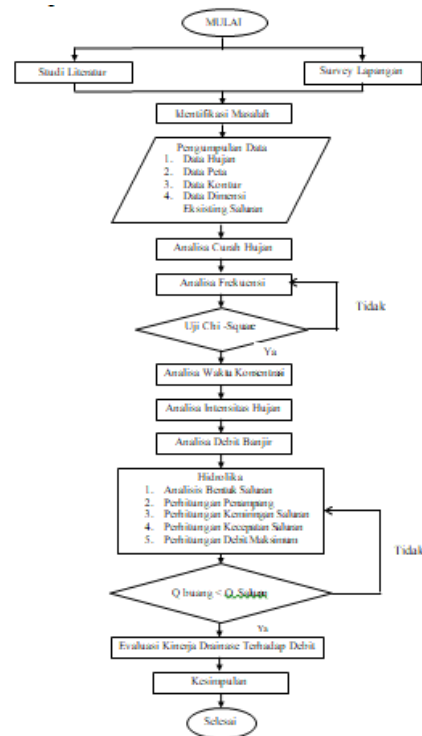 MULAI
Studi Literatur
Survey Lapangan
Identifikasi Masalah
Pengumpulan Data
1. Data Hujan
2. Data Peta
3. Data Kontur
4. Data Dimensi
Eksisting Saluran
Analisa Curah Hujan
Analisa Frekuensi
Tidak
Uji Chi -Square
Ya
Analisa Waktu Konsentrasi
Analisa Intensitas Hujan
Analisa Debit Banjir
Hidrolika
1. Analisis Bentuk Saluran
2. Perhitungan Penampang
3. Perhitungan Kemiringan Saluran
4. Perhitungan Kecepatan Saluran
5. Perhitungan Debit Maksimum
Tidak
Q buang < Q Saluran
Ya
Evaluasi Kinerja Drainase Terhadap Debit
Kesimpulan
Selesai